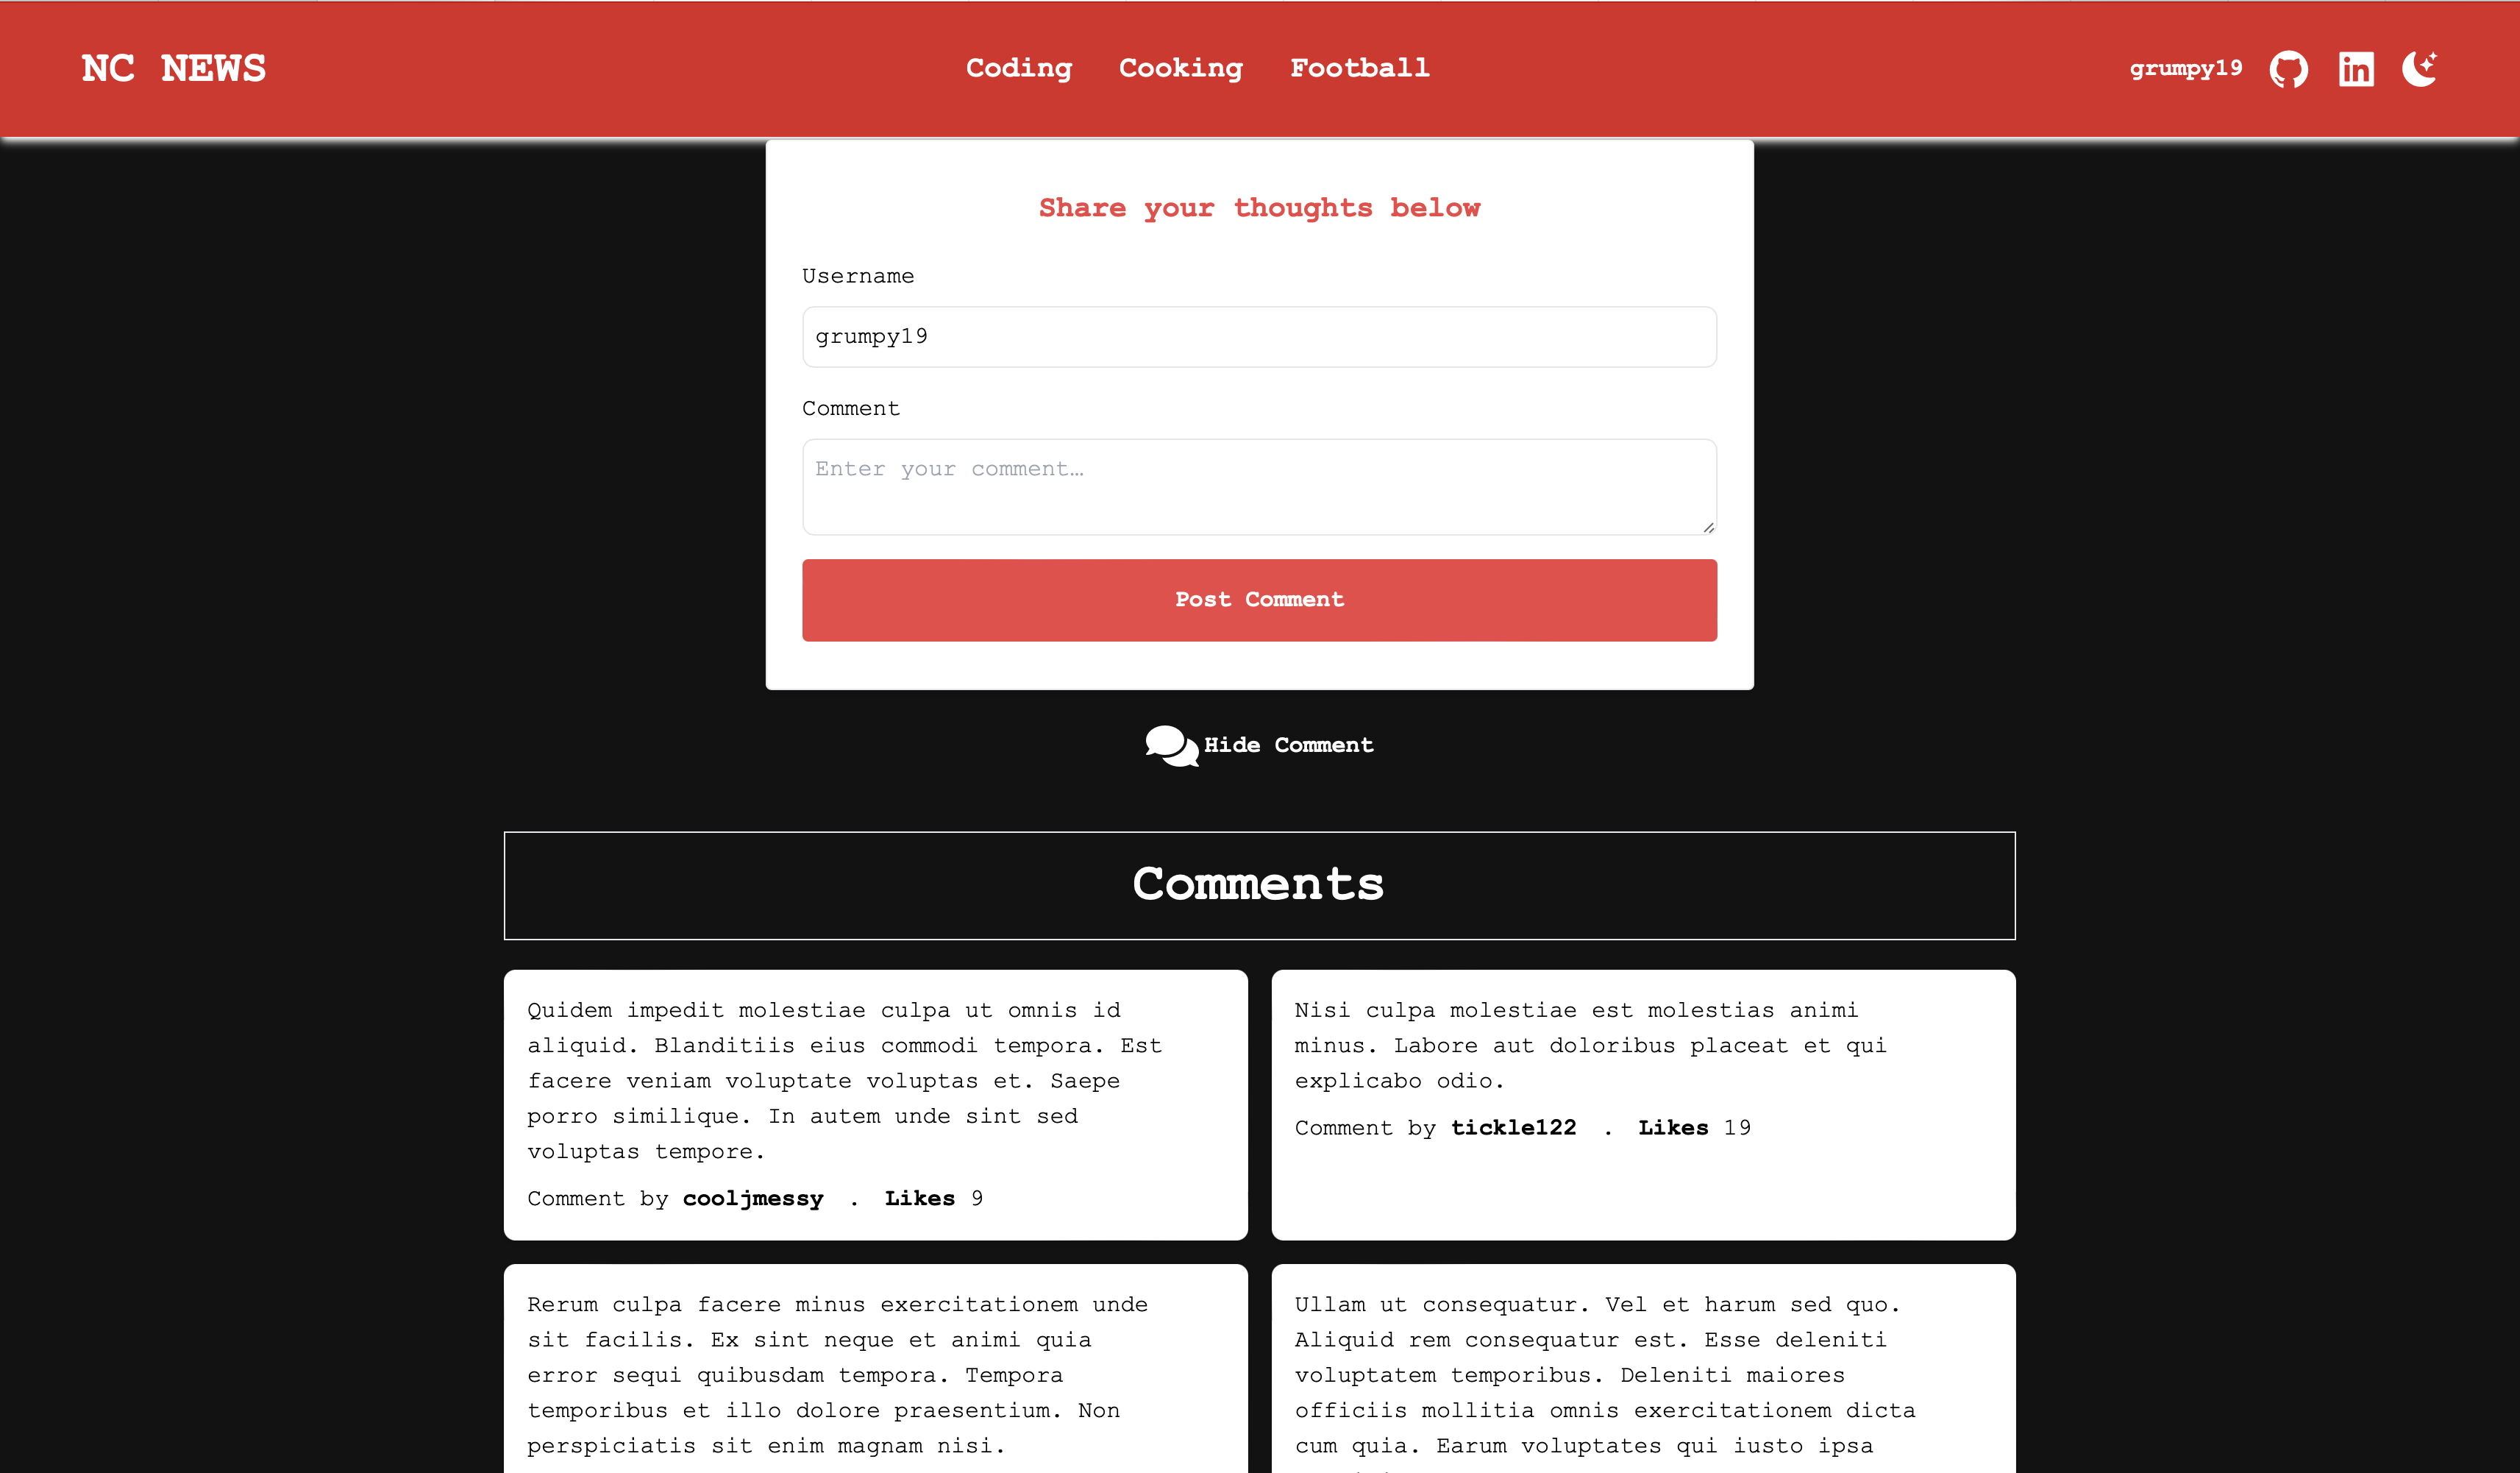 NC NEWS
Coding Cooking Football
grumpy19
Share your thoughts below
Username
grumpy19
Comment
Enter your comment…
Post Comment
Hide Comment
Comments
Quidem impedit molestiae culpa ut omnis id
aliquid. Blanditiis eius commodi tempora. Est
facere veniam voluptate voluptas et. Saepe
porro similique. In autem unde sint sed
voluptas tempore.
Comment by cooljmessy . Likes 9
Nisi culpa molestiae est molestias animi
minus. Labore aut doloribus placeat et qui
explicabo odio.
Comment by tickle122 . Likes 19
Rerum culpa facere minus exercitationem unde
sit facilis. Ex sint neque et animi quia
error sequi quibusdam tempora. Tempora
temporibus et illo dolore praesentium. Non
perspiciatis sit enim magnam nisi.
Ullam ut consequatur. Vel et harum sed quo.
Aliquid rem consequatur est. Esse deleniti
voluptatem temporibus. Deleniti maiores
officiis mollitia omnis exercitationem dicta
cum quia. Earum voluptates qui iusto ipsa